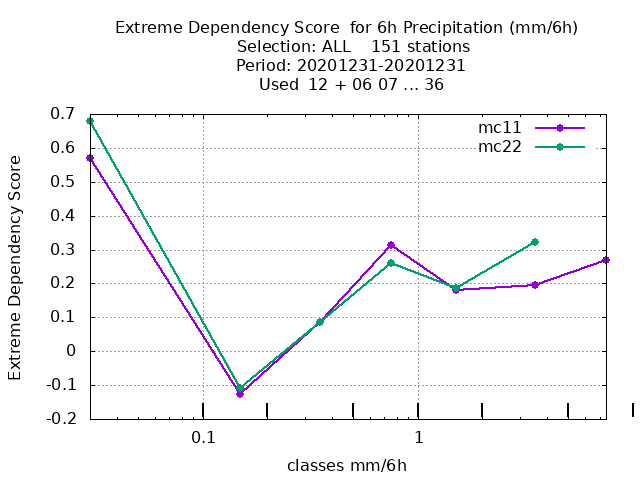 Extreme Dependency Score  for 6h Precipitation (mm/6h)
Selection: ALL    151 stations
Period: 20201231-20201231
Used  12 + 06 07 ... 36
mc11
mc22
0.7
0.6
0.5
0.4
0.3
0.2
0.1
0
-0.1
-0.2
Extreme Dependency Score
0.1 1
classes mm/6h